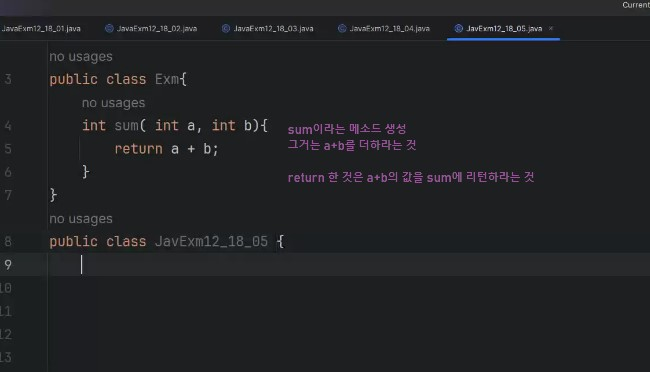 Current
JavaExm12_18_01.java JavaExm12_18_02.java JavaExm12_18_03.java JavaExm12_18_04.java JavExm12_18_05.java ×
no usages
3 public class Exm{
no usages
4 int sum( int a, int b){ sum이라는 메소드 생성
5 return a + b; 그거는 a+b를 더하라는 것
6 }
return 한 것은 a+b의 값을 sum에 리턴하라는 것
7 }
no usages
8 public class JavExm12_18_05 {
9
10
11
12
13